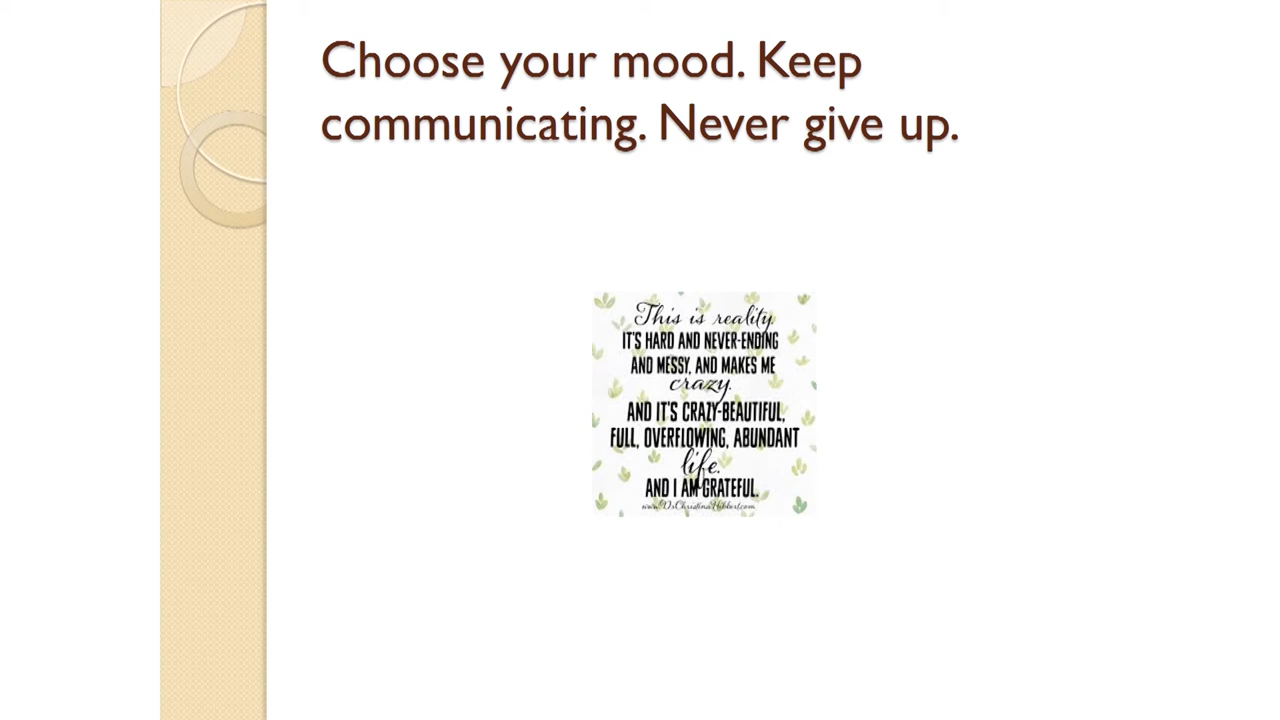 Choose your mood. Keep
communicating. Never give up.
This is reality.
IT'S HARD AND NEVER-ENDING
AND MESSY, AND MAKES ME
crazy.
AND IT'S CRAZY-BEAUTIFUL,
FULL, OVERFLOWING, ABUNDANT
life.
AND I AM GRATEFUL.
www.DrChristinaHibbert.com